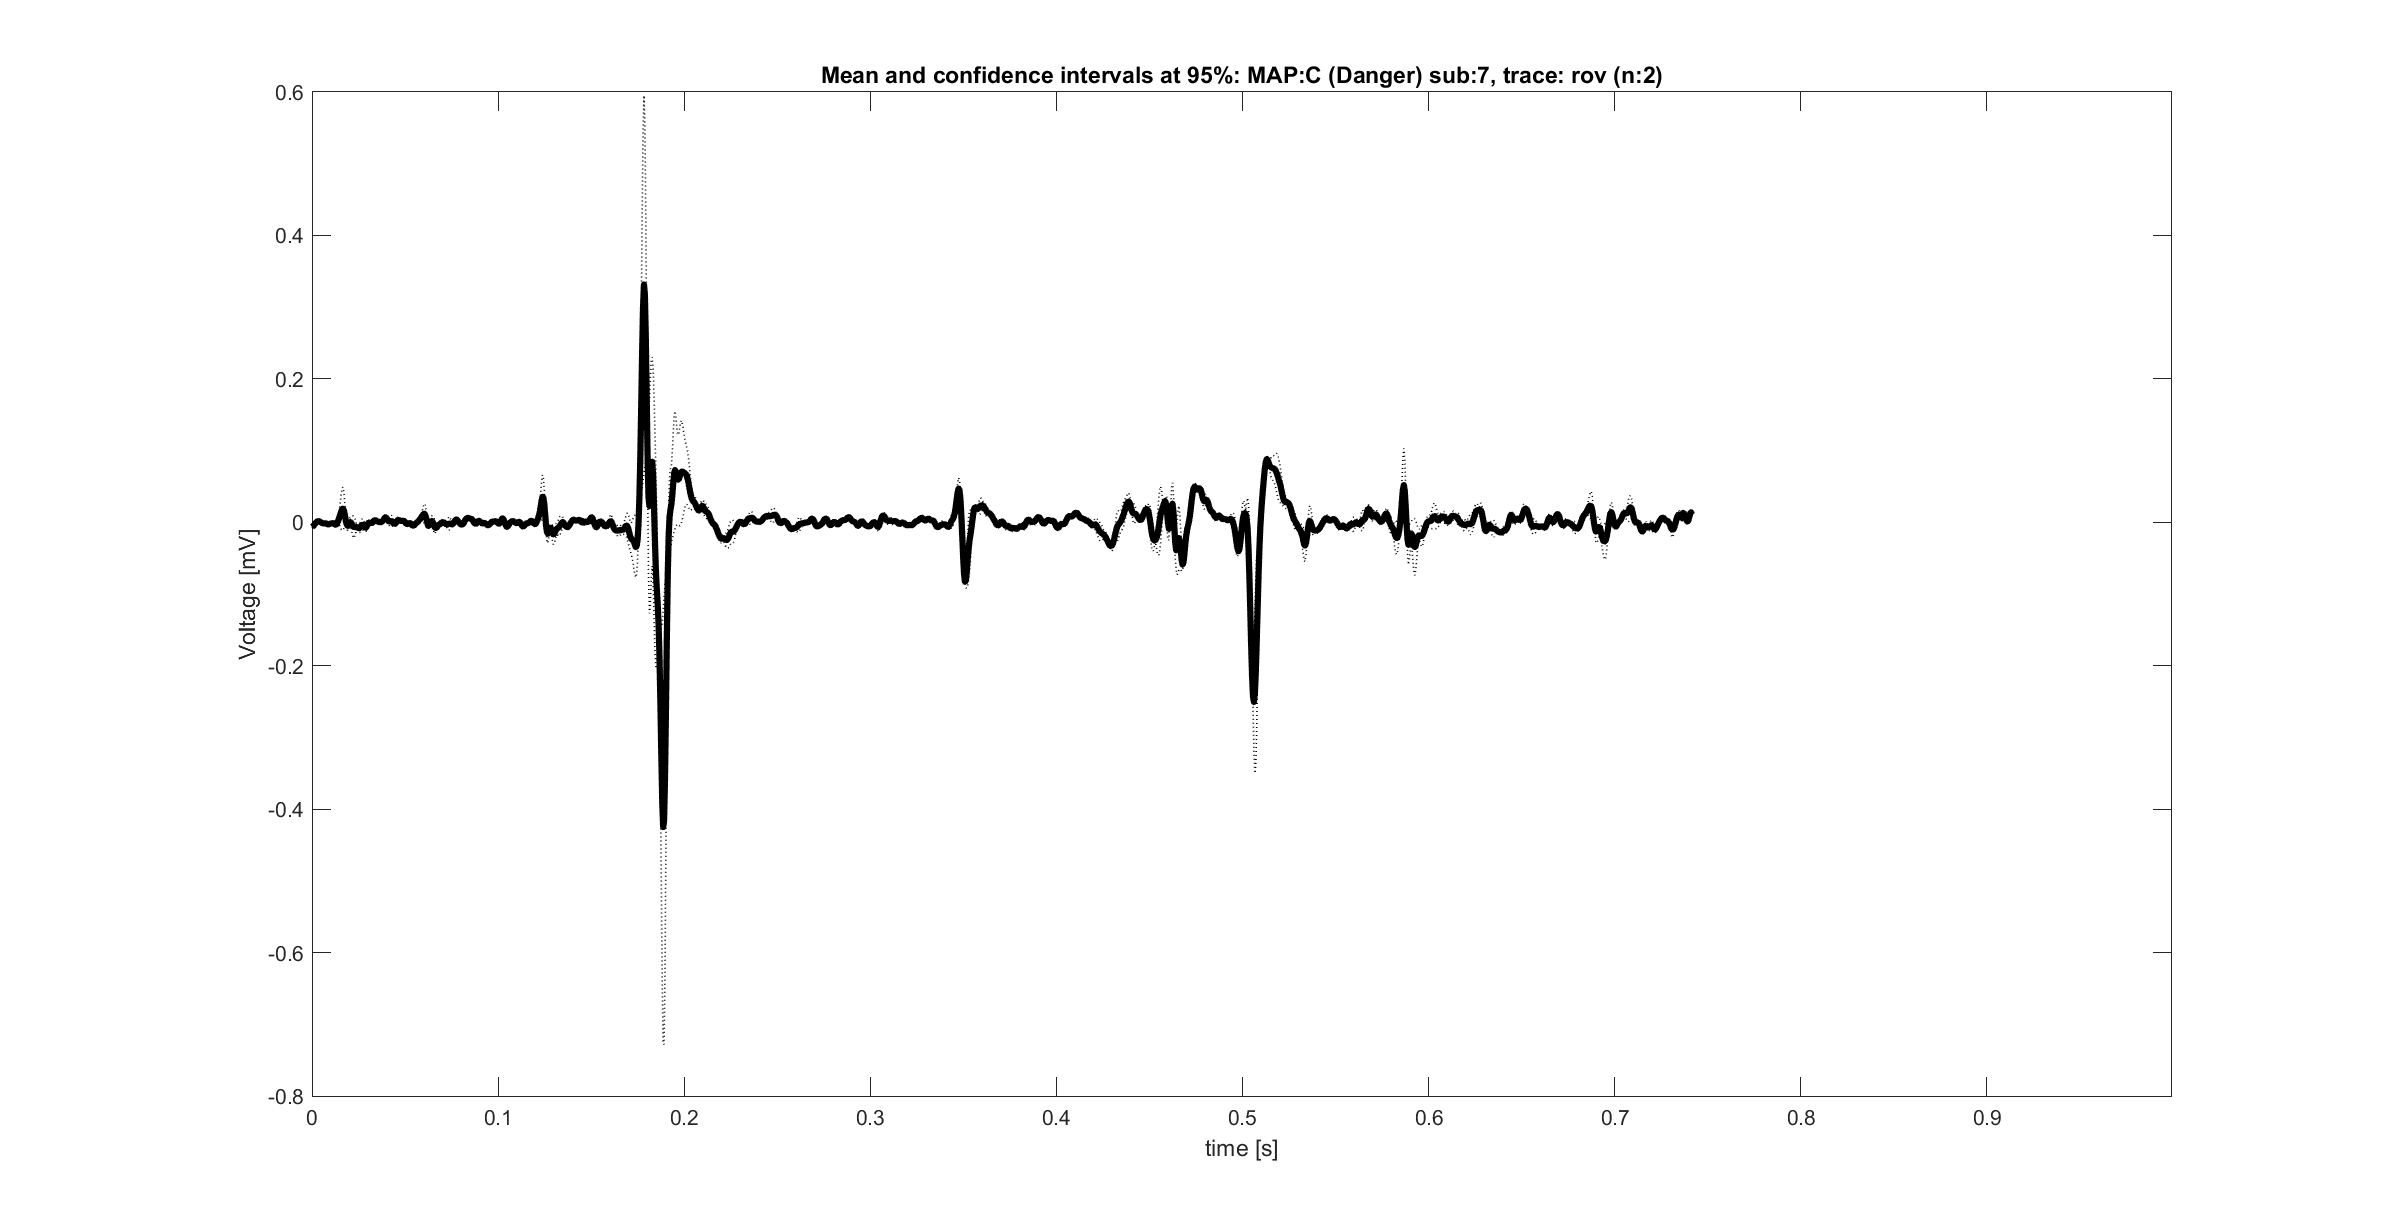 Mean and confidence intervals at 95%: MAP:C (Danger) sub:7, trace: rov (n:2)
0.6
0.4
0.2
0
-0.2
-0.4
-0.6
-0.8
Voltage [mV]
0 0.1 0.2 0.3 0.4 0.5 0.6 0.7 0.8 0.9
time [s]